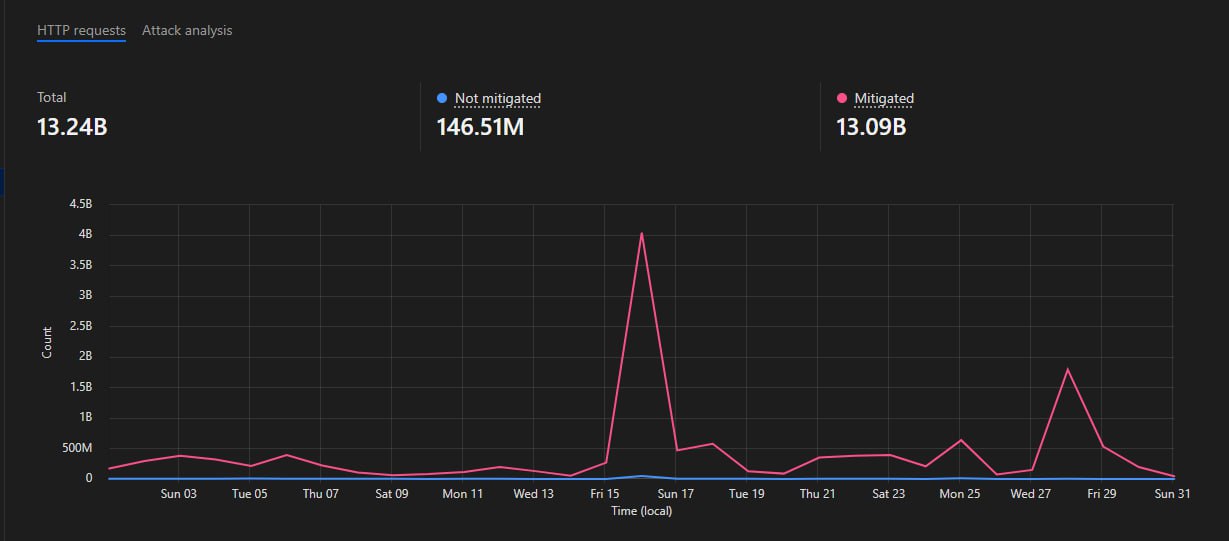 HTTP requests Attack analysis
Total Not mitigated Mitigated
13.24B 146.51M 13.09B
4.5B
4B
3.5B
3B
2.5B
2B
1.5B
1B
500M
0
Count
Sun 03 Tue 05 Thu 07 Sat 09 Mon 11 Wed 13 Fri 15 Sun 17 Tue 19 Thu 21 Sat 23 Mon 25 Wed 27 Fri 29 Sun 31
Time (local)